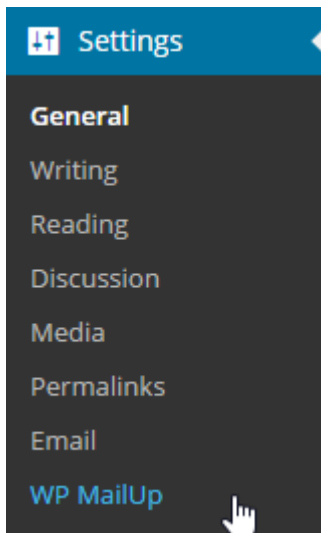 Settings
General
Writing
Reading
Discussion
Media
Permalinks
Email
WP MailUp